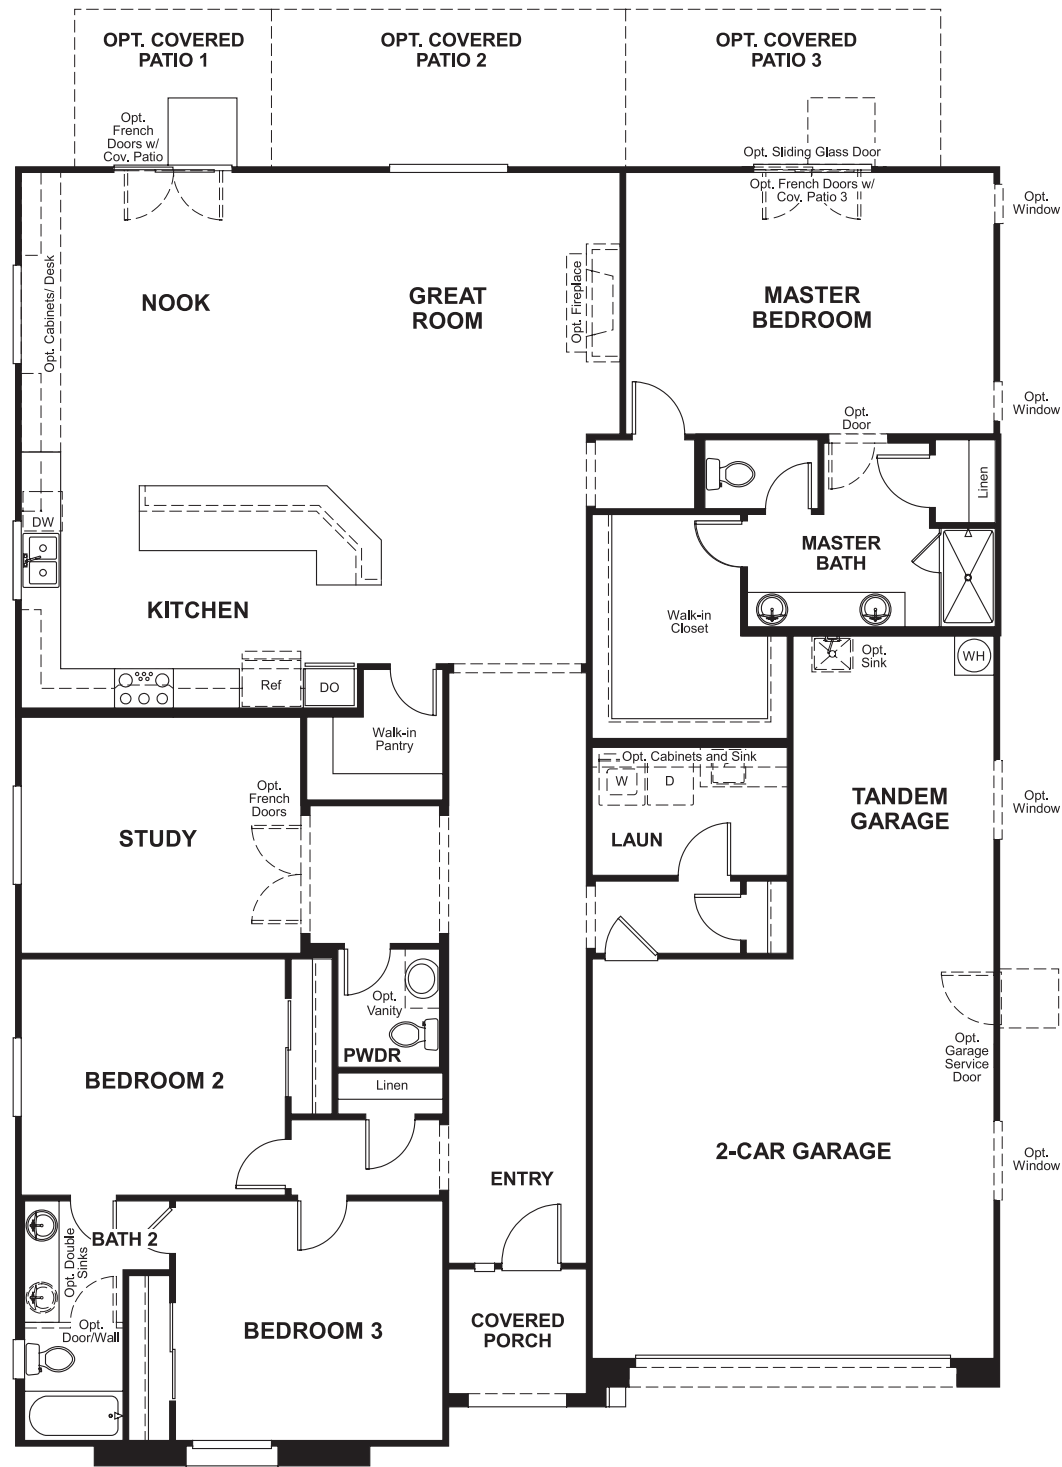 OPT. COVERED
PATIO 1
OPT. COVERED
PATIO 2
OPT. COVERED
PATIO 3
Opt.
French
Doors w/
Cov. Patio
Opt. Sliding Glass Door
Opt. French Doors w/
Cov. Patio 3
Opt.
Window
Opt. Cabinets/ Desk
NOOK
GREAT
ROOM
Opt. Fireplace
MASTER
BEDROOM
Opt.
Window
Opt.
Door
Linen
DW
MASTER
BATH
KITCHEN
Walk-in
Closet
Opt.
Sink
WH
Ref
DO
Walk-in
Pantry
Opt. Cabinets and Sink
W
D
Opt.
French
Doors
TANDEM
GARAGE
Opt.
Window
STUDY
LAUN
Opt.
Vanity
PWDR
Opt.
Garage
Service
Door
BEDROOM 2
Linen
2-CAR GARAGE
Opt.
Window
ENTRY
BATH 2
Opt. Double
Sinks
Opt.
Door/Wall
BEDROOM 3
COVERED
PORCH